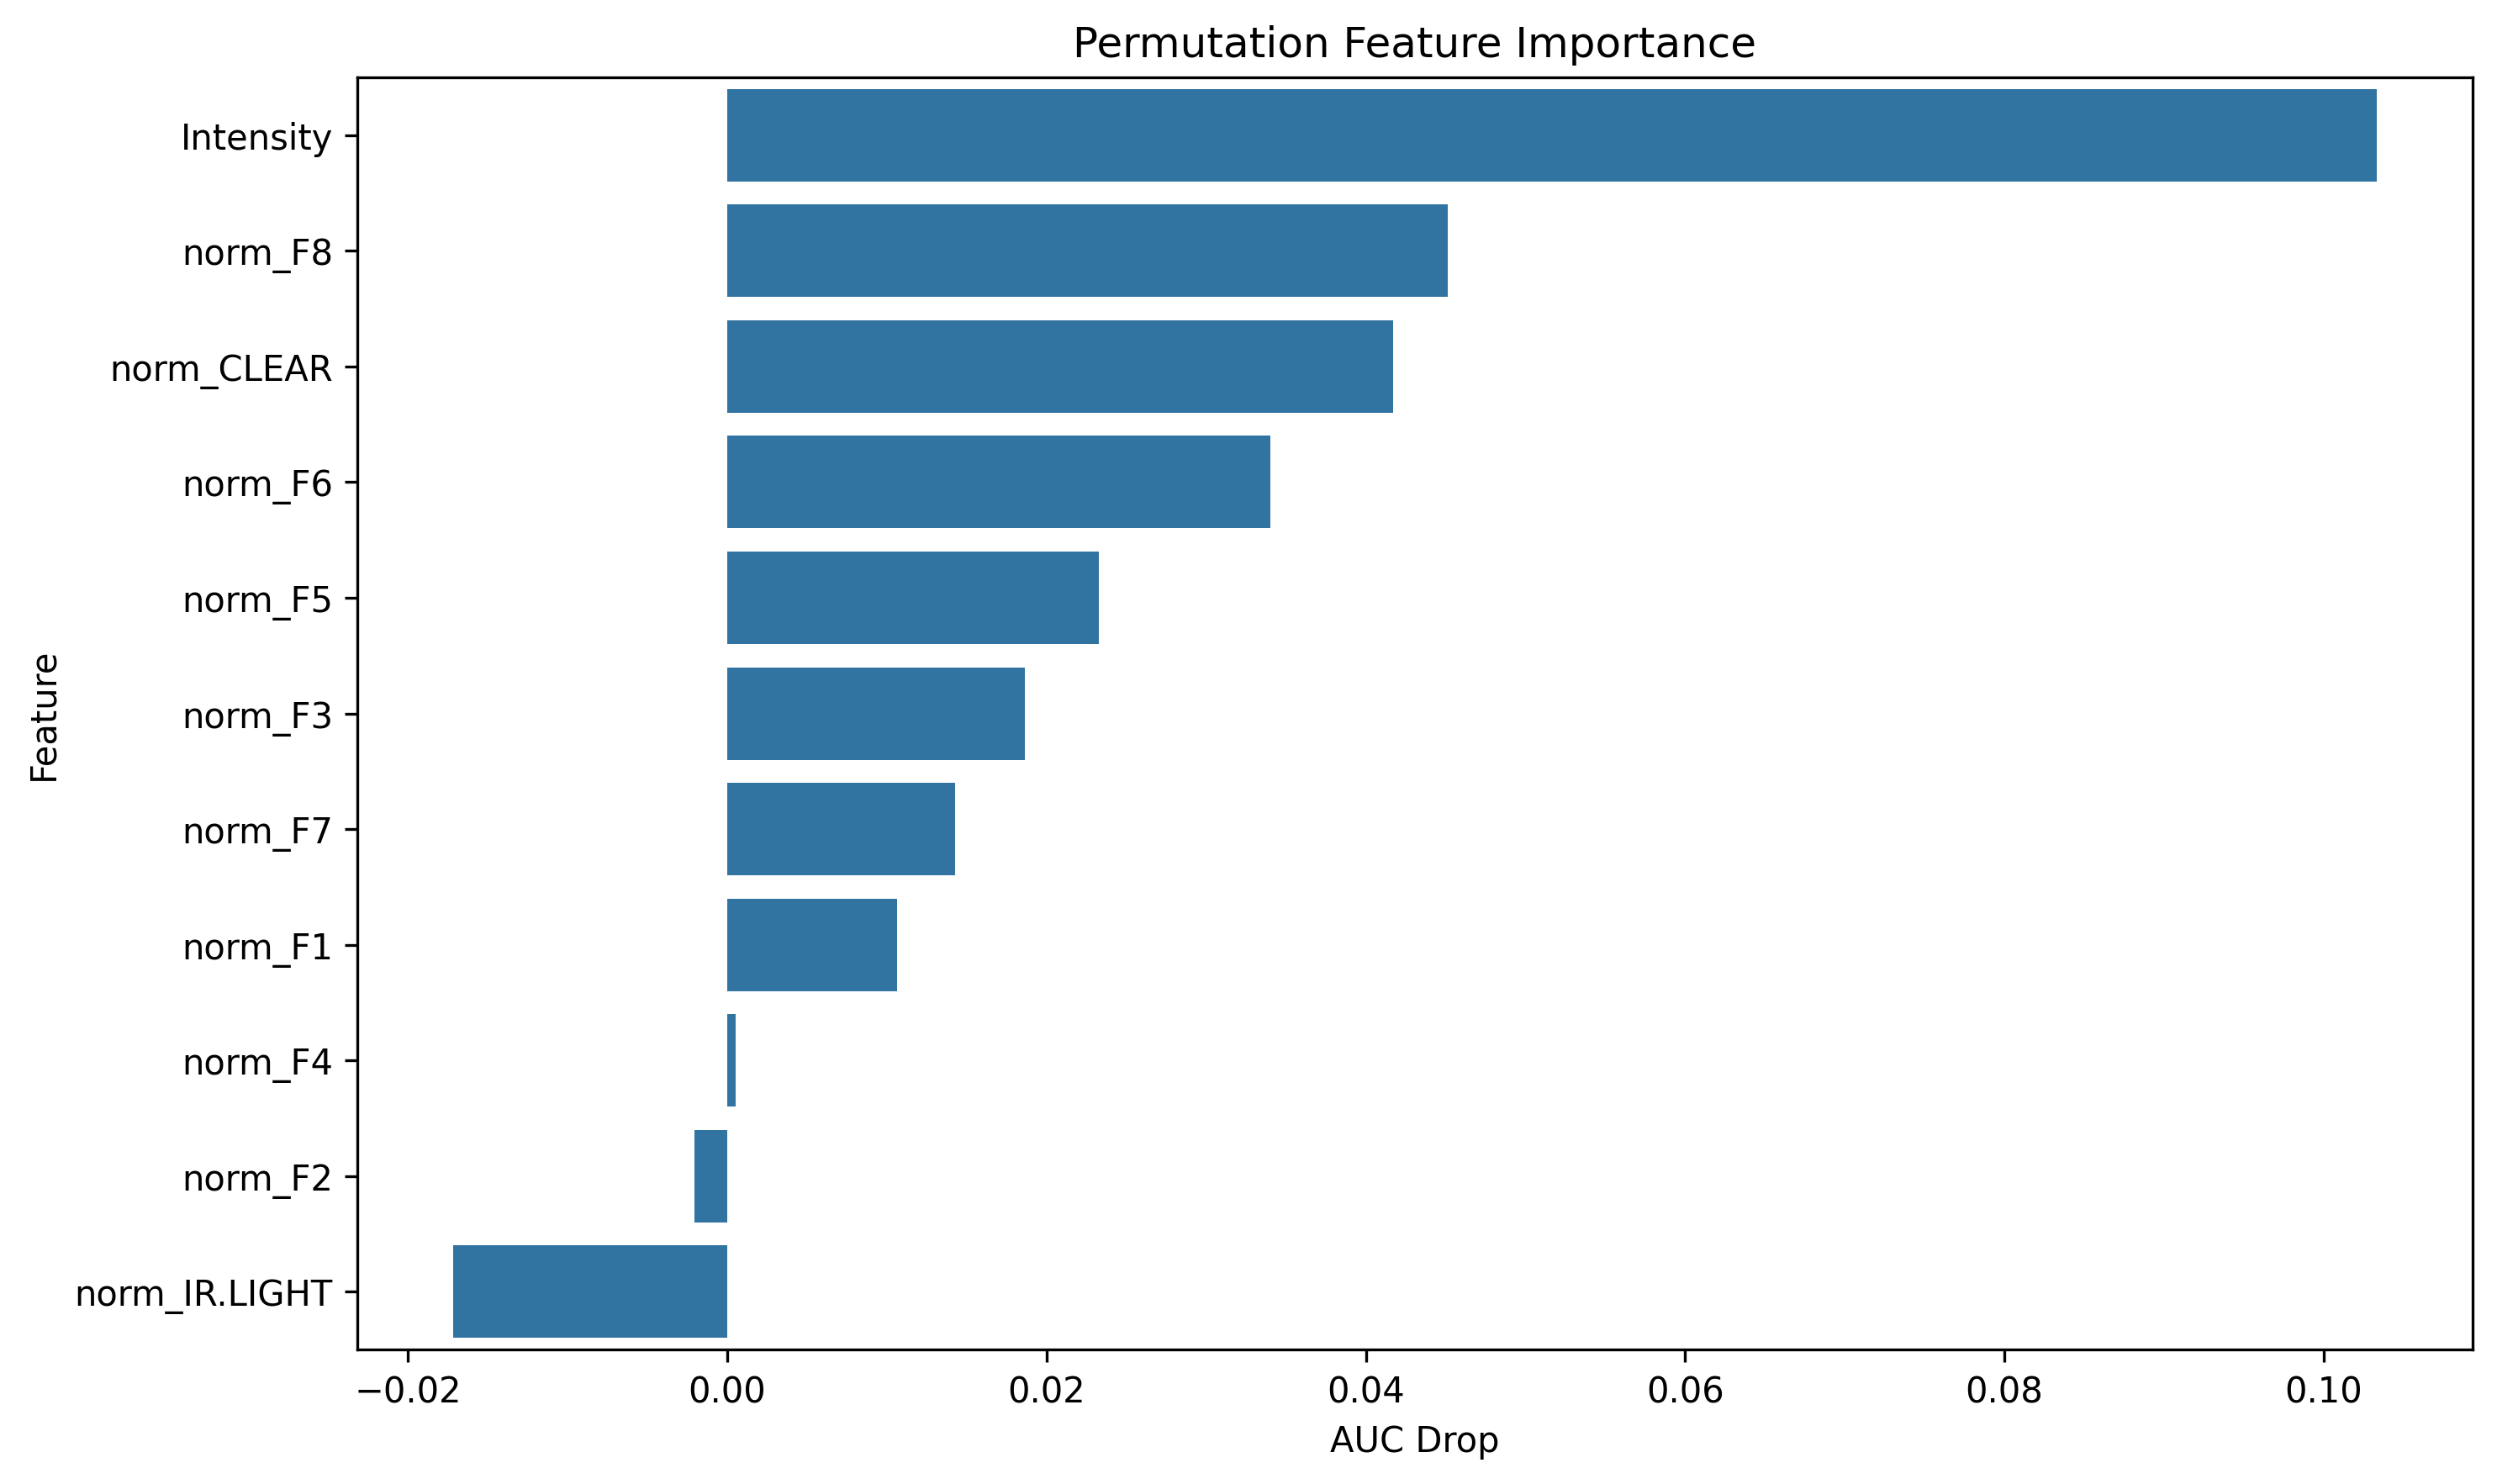 Permutation Feature Importance
Feature
Intensity
norm_F8
norm_CLEAR
norm_F6
norm_F5
norm_F3
norm_F7
norm_F1
norm_F4
norm_F2
norm_IR.LIGHT
−0.02 0.00 0.02 0.04 0.06 0.08 0.10
AUC Drop